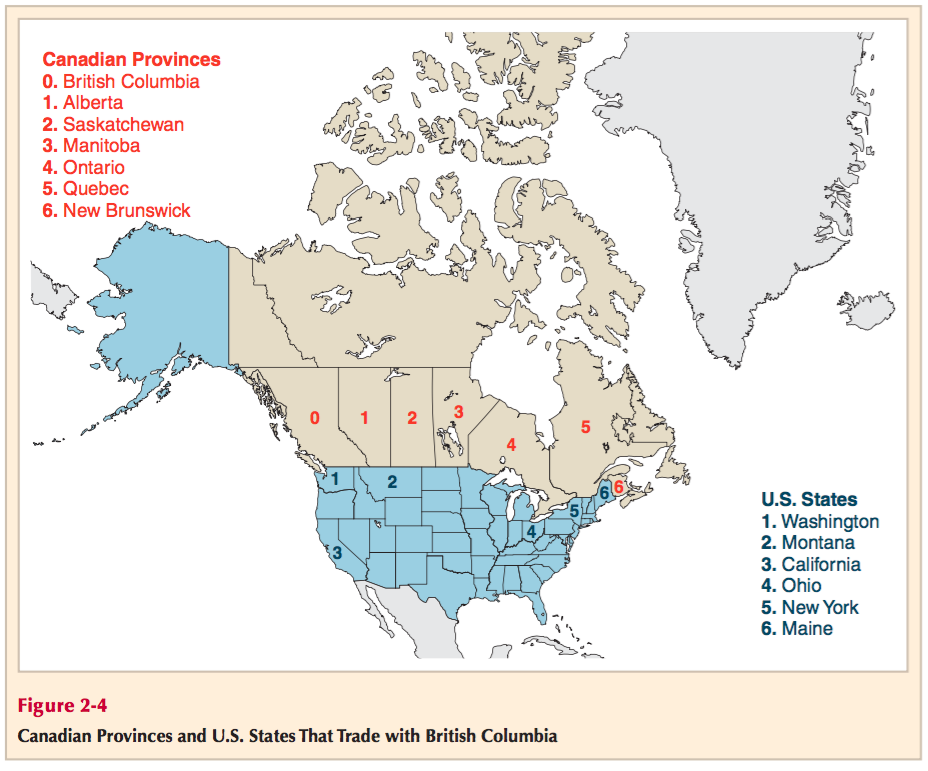 Canadian Provinces
0. British Columbia
1. Alberta
2. Saskatchewan
3. Manitoba
4. Ontario
5. Quebec
6. New Brunswick
0
1
2
3
4
5
6
1
2
3
4
5
6
U.S. States
1. Washington
2. Montana
3. California
4. Ohio
5. New York
6. Maine
Figure 2-4
Canadian Provinces and U.S. States That Trade with British Columbia